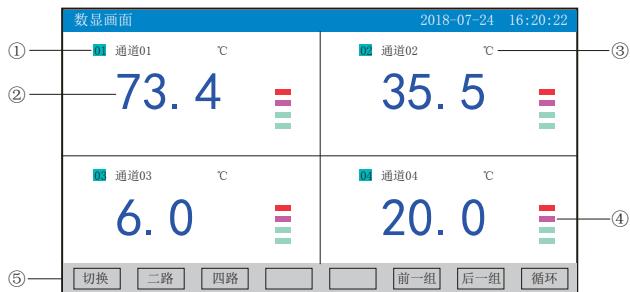 数显画面 2018-07-24 16:20:22
① 01 通道01 ℃ 02 通道02 ℃ ③
② 73.4 35.5
03 通道03 ℃ 04 通道04 ℃
6.0 20.0 ④
⑤ 切换 二路 四路 前一组 后一组 循环